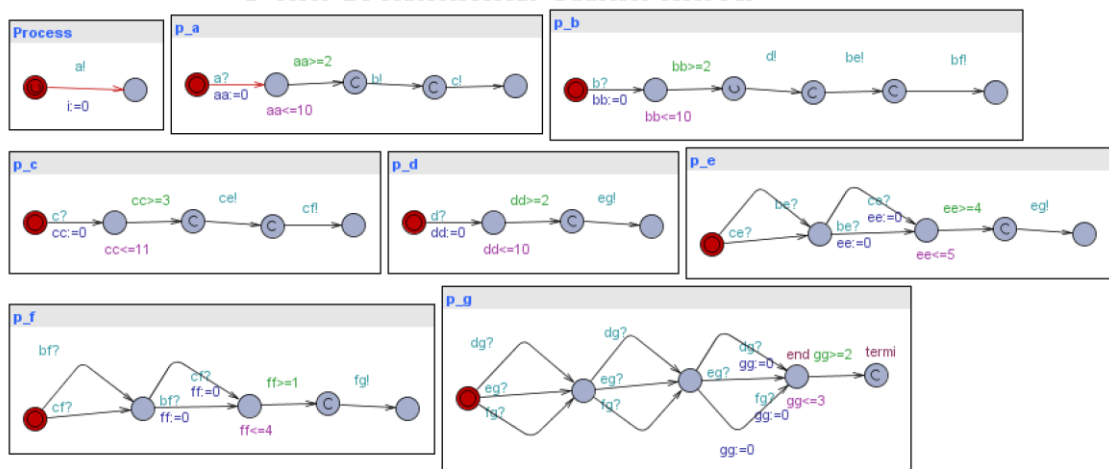 Process
a!
i:=0
p_a
a?
aa:=0
aa>=2
aa<=10
b!
c!
p_b
b?
bb:=0
bb>=2
bb<=10
d!
be!
bf!
p_c
c?
cc:=0
cc>=3
cc<=11
ce!
cf!
p_d
d?
dd:=0
dd>=2
dd<=10
eg!
p_e
be?
ce?
ce?
ee:=0
be?
ee:=0
ee>=4
ee<=5
eg!
p_f
bf?
cf?
cf?
ff:=0
bf?
ff:=0
ff>=1
ff<=4
fg!
p_g
dg?
eg?
fg?
dg?
eg?
fg?
dg?
gg:=0
eg?
fg?
gg:=0
gg:=0
end
gg>=2
gg<=3
termi